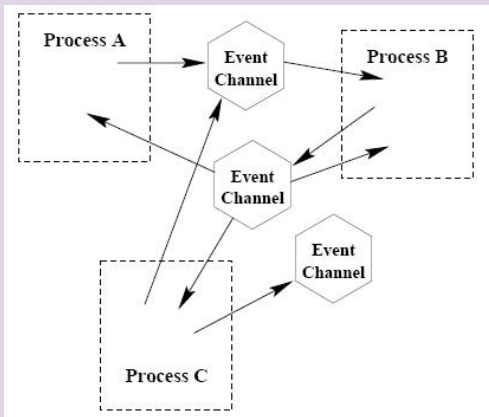 Process A
Event
Channel
Process B
Event
Channel
Event
Channel
Process C